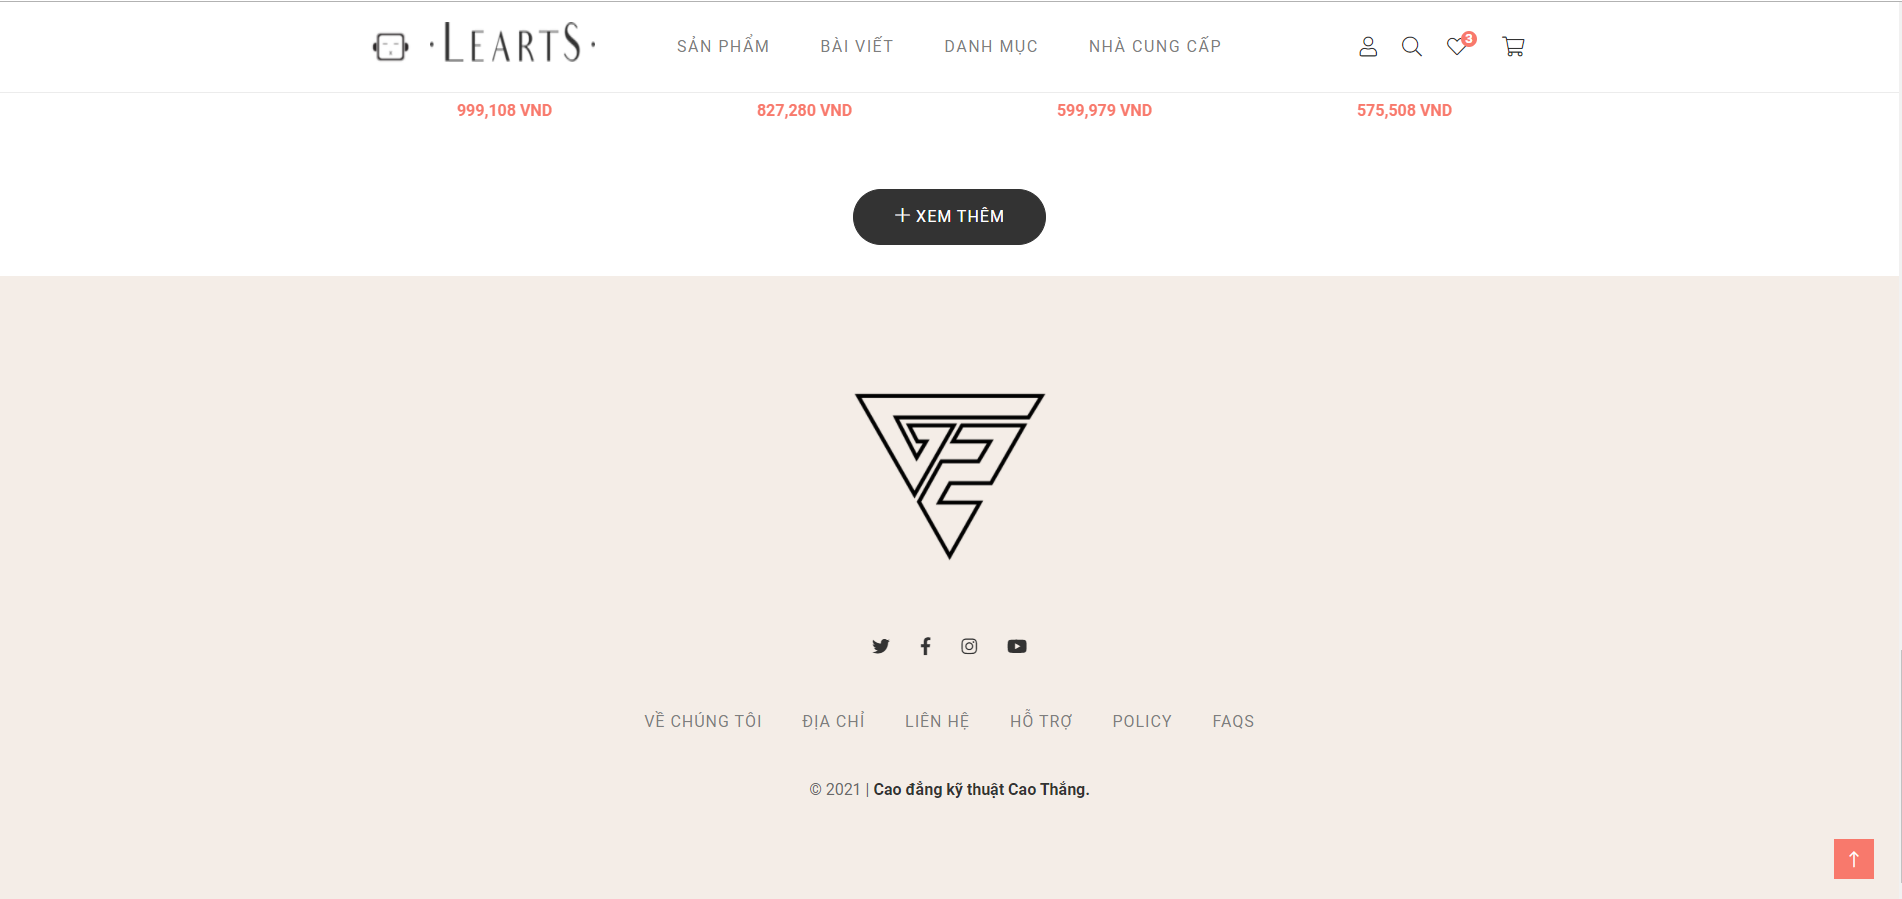 ·LEARTS·
SẢN PHẨM BÀI VIẾT DANH MỤC NHÀ CUNG CẤP
3
999,108 VND 827,280 VND 599,979 VND 575,508 VND
XEM THÊM
VỀ CHÚNG TÔI ĐỊA CHỈ LIÊN HỆ HỖ TRỢ POLICY FAQS
© 2021 | Cao đẳng kỹ thuật Cao Thắng.